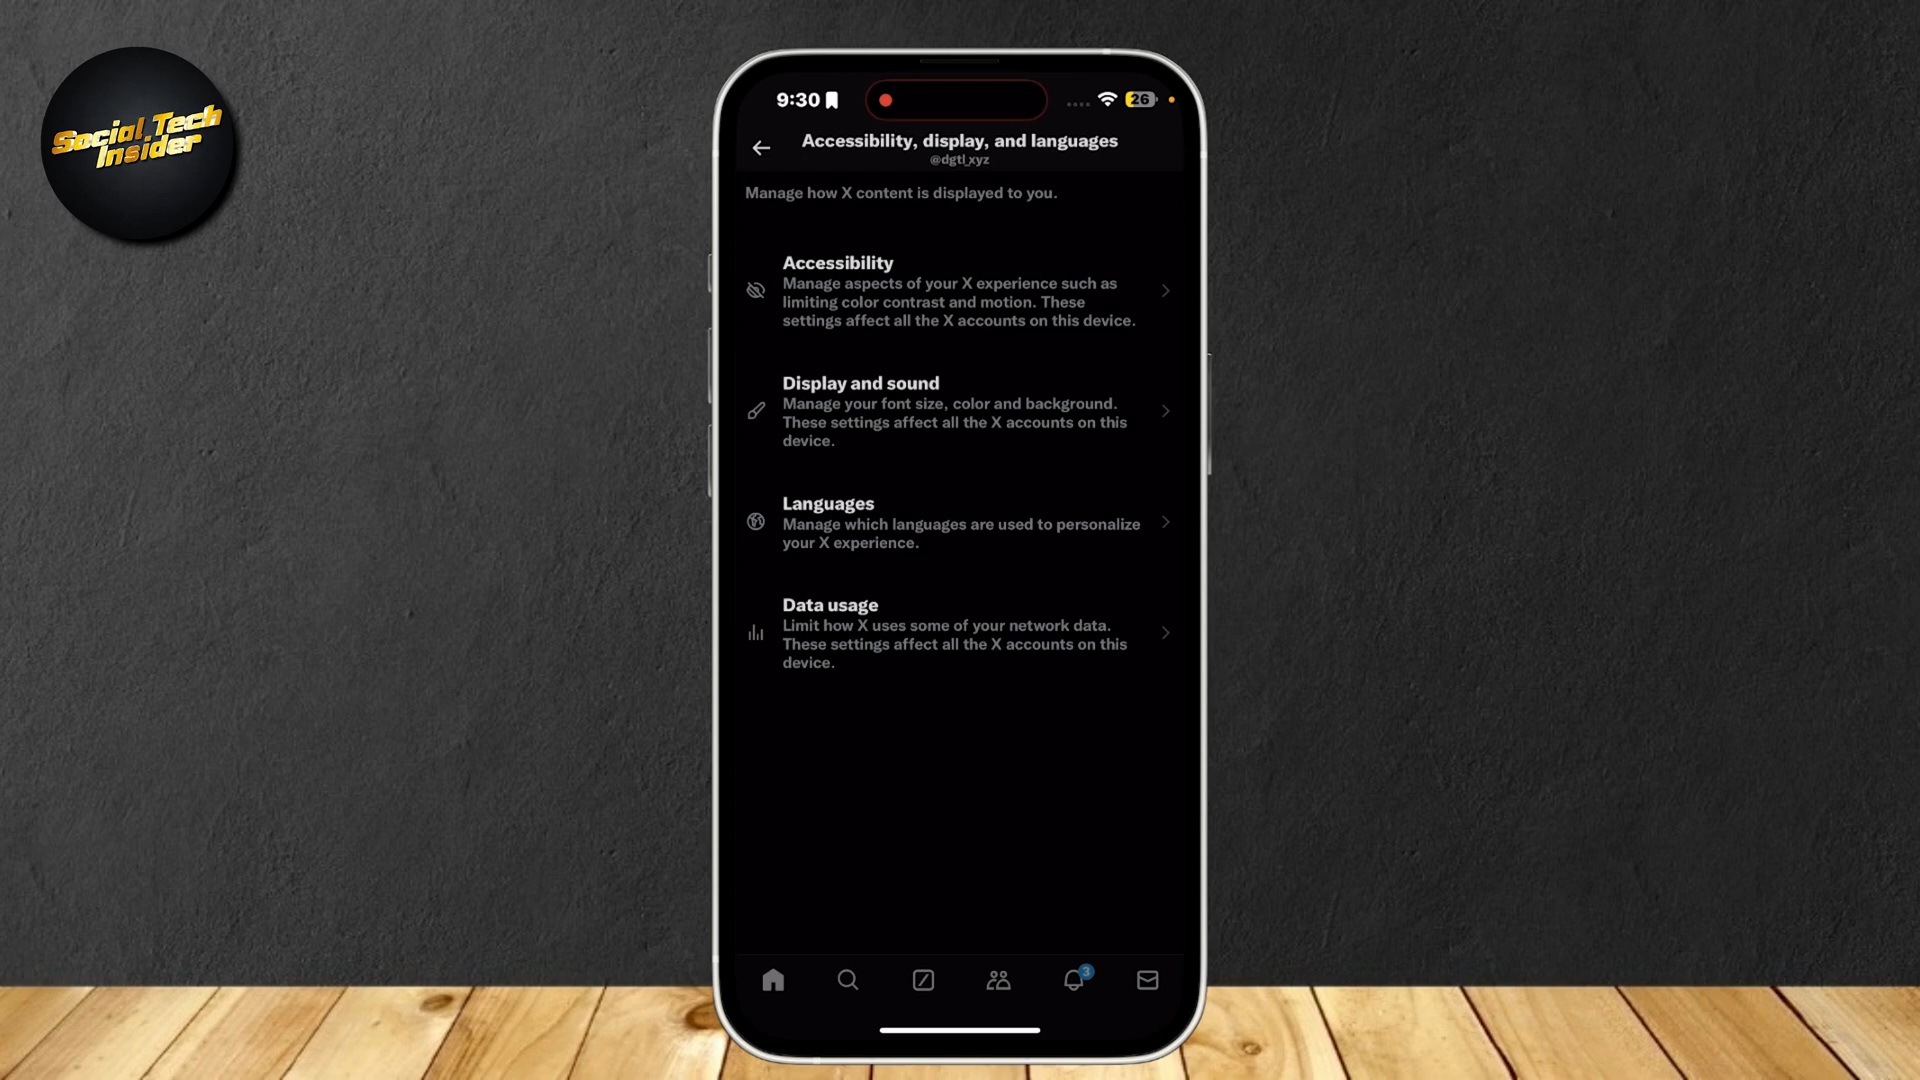 Social Tech
Insider
9:30
26
Accessibility, display, and languages
@dgtl_xyz
Manage how X content is displayed to you.
Accessibility
Manage aspects of your X experience such as
limiting color contrast and motion. These
settings affect all the X accounts on this device.
Display and sound
Manage your font size, color and background.
These settings affect all the X accounts on this
device.
Languages
Manage which languages are used to personalize
your X experience.
Data usage
Limit how X uses some of your network data.
These settings affect all the X accounts on this
device.
3